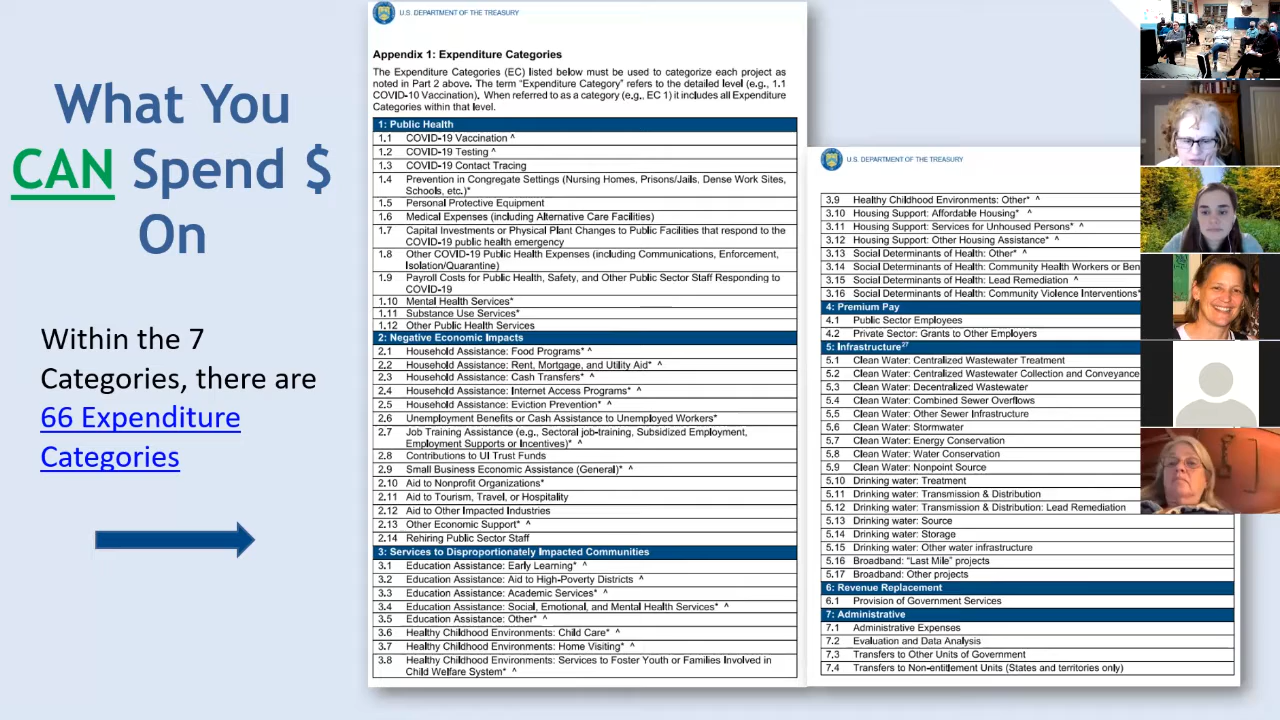 What You
CAN Spend $
On
Within the 7
Categories, there are
66 Expenditure
Categories
U.S. DEPARTMENT OF THE TREASURY
Appendix 1: Expenditure Categories
The Expenditure Categories (EC) listed below must be used to categorize each project as
noted in Part 2 above. The term "Expenditure Category" refers to the detailed level (e.g., 1.1
COVID-10 Vaccination). When referred to as a category (e.g., EC 1) it includes all Expenditure
Categories within that level.
1: Public Health
1.1 COVID-19 Vaccination ^
1.2 COVID-19 Testing ^
1.3 COVID-19 Contact Tracing
1.4 Prevention in Congregate Settings (Nursing Homes, Prisons/Jails, Dense Work Sites,
Schools, etc.)*
1.5 Personal Protective Equipment
1.6 Medical Expenses (including Alternative Care Facilities)
1.7 Capital Investments or Physical Plant Changes to Public Facilities that respond to the
COVID-19 public health emergency
1.8 Other COVID-19 Public Health Expenses (including Communications, Enforcement,
Isolation/Quarantine)
1.9 Payroll Costs for Public Health, Safety, and Other Public Sector Staff Responding to
COVID-19
1.10 Mental Health Services*
1.11 Substance Use Services*
1.12 Other Public Health Services
2: Negative Economic Impacts
2.1 Household Assistance: Food Programs* ^
2.2 Household Assistance: Rent, Mortgage, and Utility Aid* ^
2.3 Household Assistance: Cash Transfers* ^
2.4 Household Assistance: Internet Access Programs* ^
2.5 Household Assistance: Eviction Prevention* ^
2.6 Unemployment Benefits or Cash Assistance to Unemployed Workers*
2.7 Job Training Assistance (e.g., Sectoral job-training, Subsidized Employment,
Employment Supports or Incentives)* ^
2.8 Contributions to UI Trust Funds
2.9 Small Business Economic Assistance (General)* ^
2.10 Aid to Nonprofit Organizations*
2.11 Aid to Tourism, Travel, or Hospitality
2.12 Aid to Other Impacted Industries
2.13 Other Economic Support* ^
2.14 Rehiring Public Sector Staff
3: Services to Disproportionately Impacted Communities
3.1 Education Assistance: Early Learning* ^
3.2 Education Assistance: Aid to High-Poverty Districts ^
3.3 Education Assistance: Academic Services* ^
3.4 Education Assistance: Social, Emotional, and Mental Health Services* ^
3.5 Education Assistance: Other* ^
3.6 Healthy Childhood Environments: Child Care* ^
3.7 Healthy Childhood Environments: Home Visiting* ^
3.8 Healthy Childhood Environments: Services to Foster Youth or Families Involved in
Child Welfare System* ^
U.S. DEPARTMENT OF THE TREASURY
3.9 Healthy Childhood Environments: Other* ^
3.10 Housing Support: Affordable Housing* ^
3.11 Housing Support: Services for Unhoused Persons* ^
3.12 Housing Support: Other Housing Assistance* ^
3.13 Social Determinants of Health: Other* ^
3.14 Social Determinants of Health: Community Health Workers or Ben
3.15 Social Determinants of Health: Lead Remediation ^
3.16 Social Determinants of Health: Community Violence Interventions*
4: Premium Pay
4.1 Public Sector Employees
4.2 Private Sector: Grants to Other Employers
5: Infrastructure27
5.1 Clean Water: Centralized Wastewater Treatment
5.2 Clean Water: Centralized Wastewater Collection and Conveyance
5.3 Clean Water: Decentralized Wastewater
5.4 Clean Water: Combined Sewer Overflows
5.5 Clean Water: Other Sewer Infrastructure
5.6 Clean Water: Stormwater
5.7 Clean Water: Energy Conservation
5.8 Clean Water: Water Conservation
5.9 Clean Water: Nonpoint Source
5.10 Drinking water: Treatment
5.11 Drinking water: Transmission & Distribution
5.12 Drinking water: Transmission & Distribution: Lead Remediation
5.13 Drinking water: Source
5.14 Drinking water: Storage
5.15 Drinking water: Other water infrastructure
5.16 Broadband: "Last Mile" projects
5.17 Broadband: Other projects
6: Revenue Replacement
6.1 Provision of Government Services
7: Administrative
7.1 Administrative Expenses
7.2 Evaluation and Data Analysis
7.3 Transfers to Other Units of Government
7.4 Transfers to Non-entitlement Units (States and territories only)